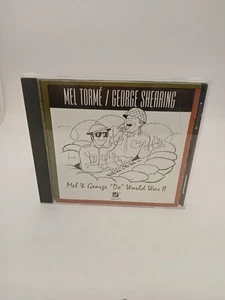 MEL TORMÉ / GEORGE SHEARING
Mel & George "Do" World War II